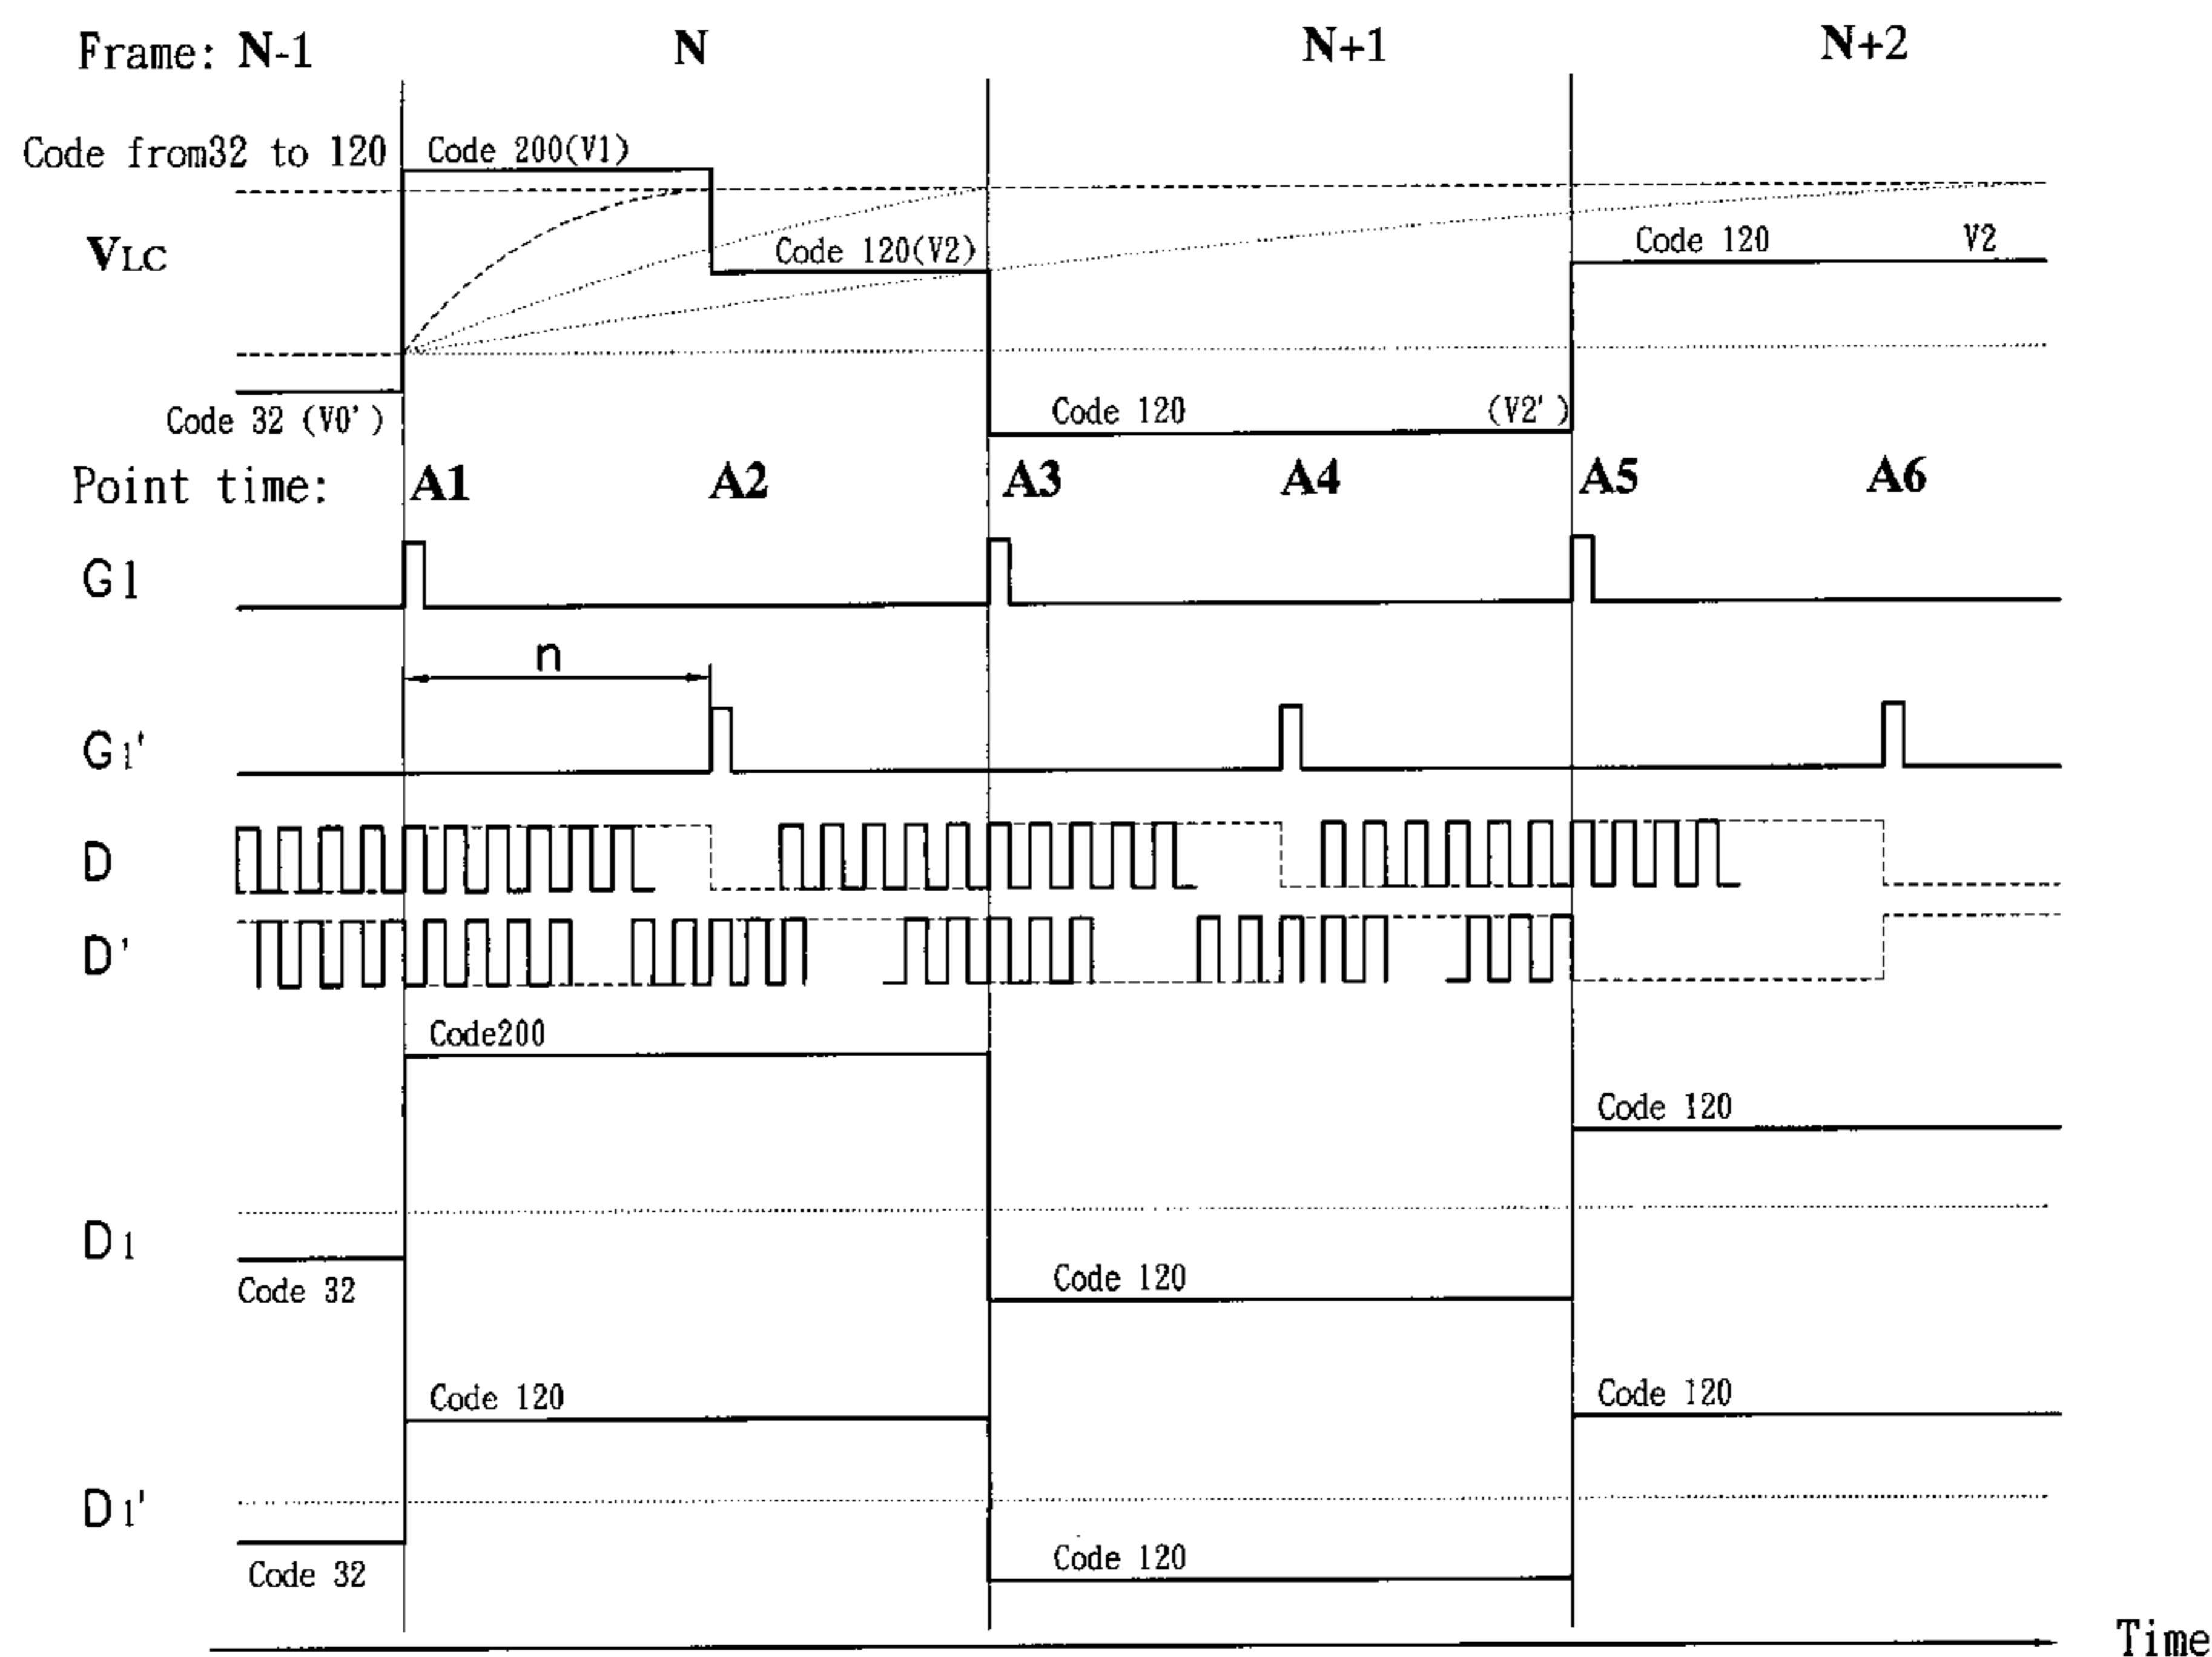 Frame: N-1 N N+1 N+2
Code from32 to 120 Code 200(V1)
VLC Code 120(V2) Code 120 V2
Code 32 (V0') Code 120 (V2')
Point time: A1 A2 A3 A4 A5 A6
G1
n
G1'
D
D'
Code200
Code 120
D1
Code 32 Code 120
Code 120 Code 120
D1'
Code 32 Code 120
Time